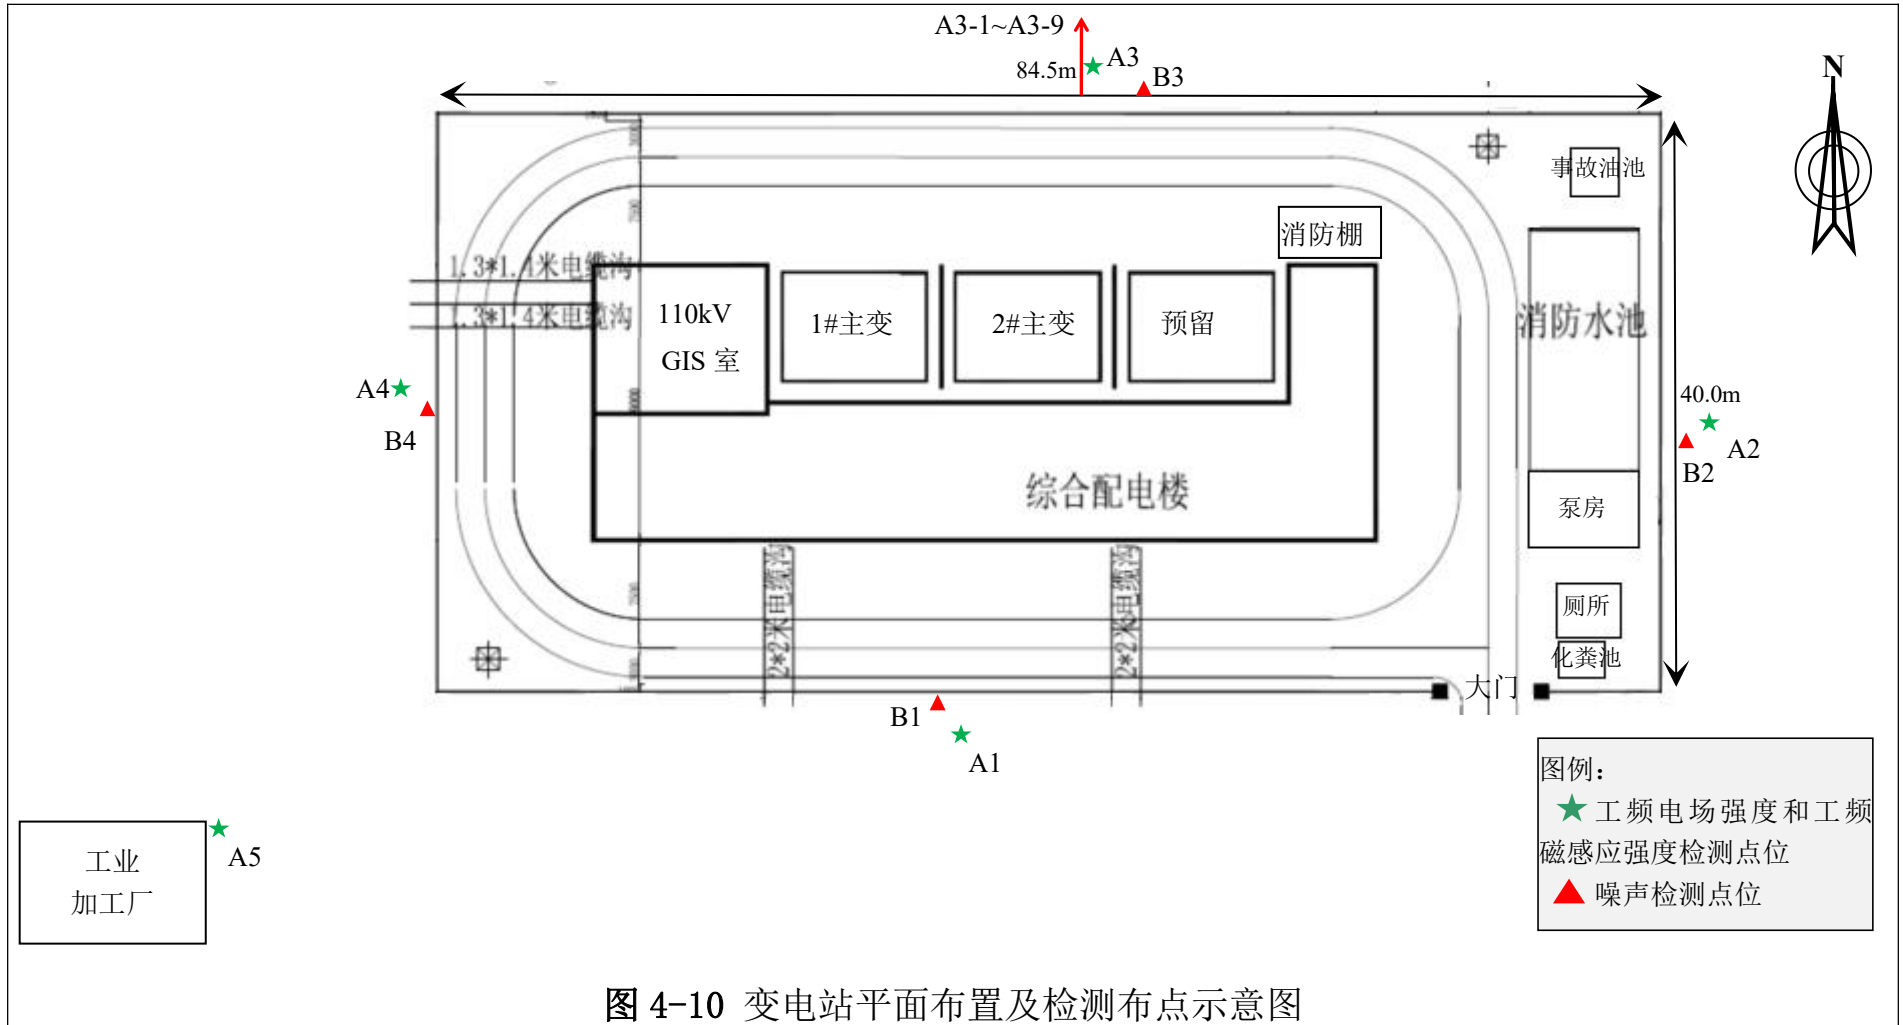 A3-1~A3-9
A3
84.5m
B3
N
事故油池
消防棚
1.3*1.4米电缆沟
1.3*1.4米电缆沟
110kV
GIS 室
1#主变
2#主变
预留
消防水池
A4
B4
40.0m
A2
B2
综合配电楼
泵房
2*2米电缆沟
2*2米电缆沟
厕所
化粪池
大门
B1
A1
A5
工业
加工厂
图例：
工频电场强度和工频
磁感应强度检测点位
噪声检测点位
图 4-10 变电站平面布置及检测布点示意图